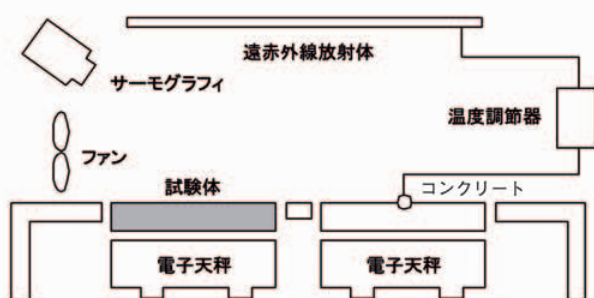 遠赤外線放射体
サーモグラフィ
温度調節器
ファン
試験体
コンクリート
電子天秤
電子天秤